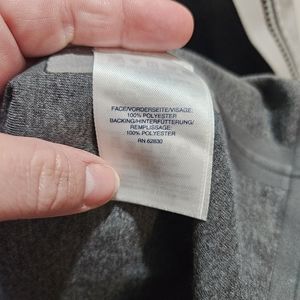 FACE/VORDERSEITE/VISAGE:
100% POLYESTER
BACKING/HINTERFÜTTERUNG/
REMPLISSAGE:
100% POLYESTER
RN 62830